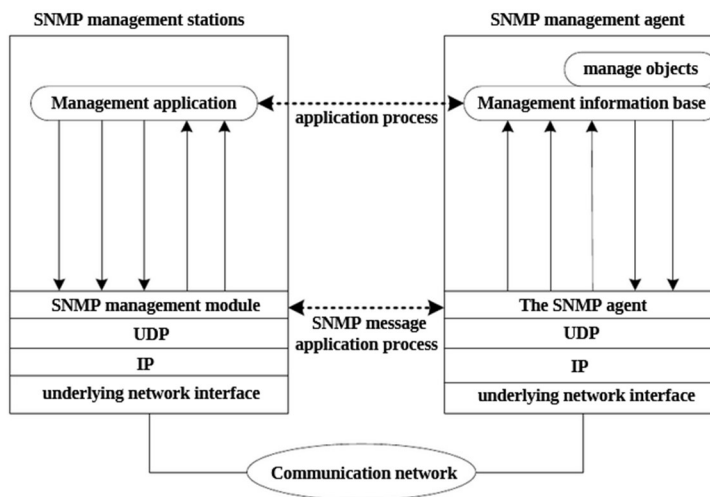 SNMP management stations
SNMP management agent
manage objects
Management application
Management information base
application process
SNMP management module
The SNMP agent
SNMP message
application process
UDP
UDP
IP
IP
underlying network interface
underlying network interface
Communication network